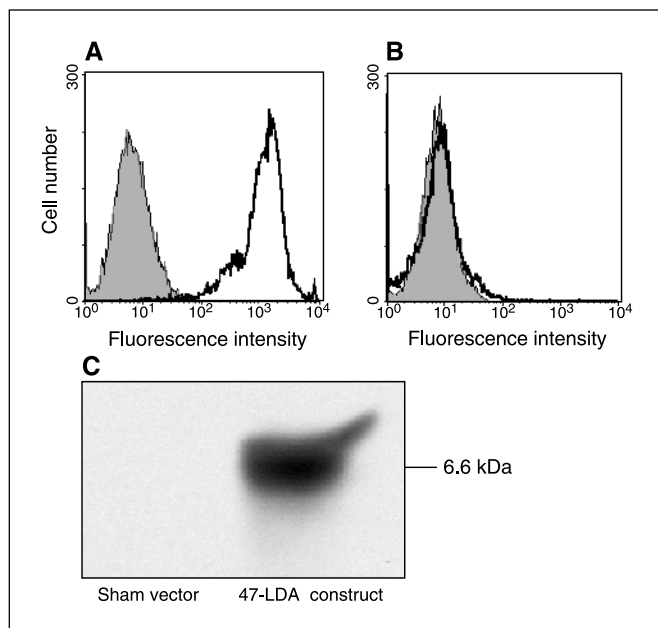 A
B
300
300
Cell number
0
0
10^0 10^1 10^2 10^3 10^4
10^0 10^1 10^2 10^3 10^4
Fluorescence intensity
Fluorescence intensity
C
6.6 kDa
Sham vector
47-LDA construct